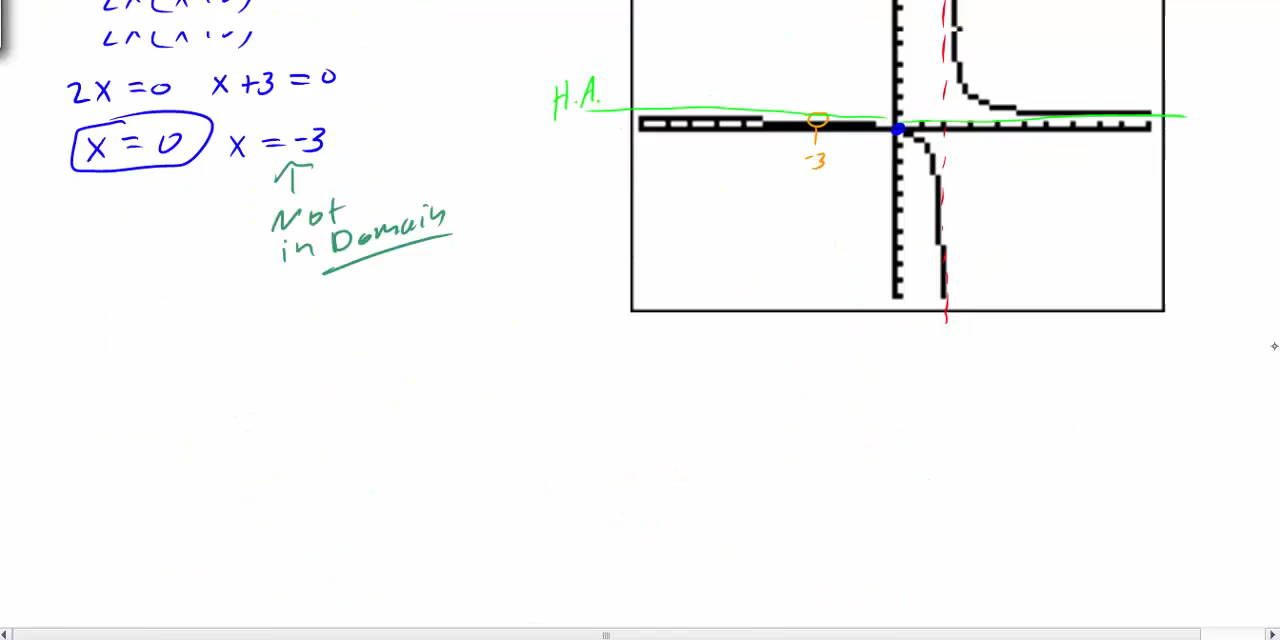 2x = 0 x + 3 = 0
x = 0 x = -3
Not
in Domain
H.A.
-3